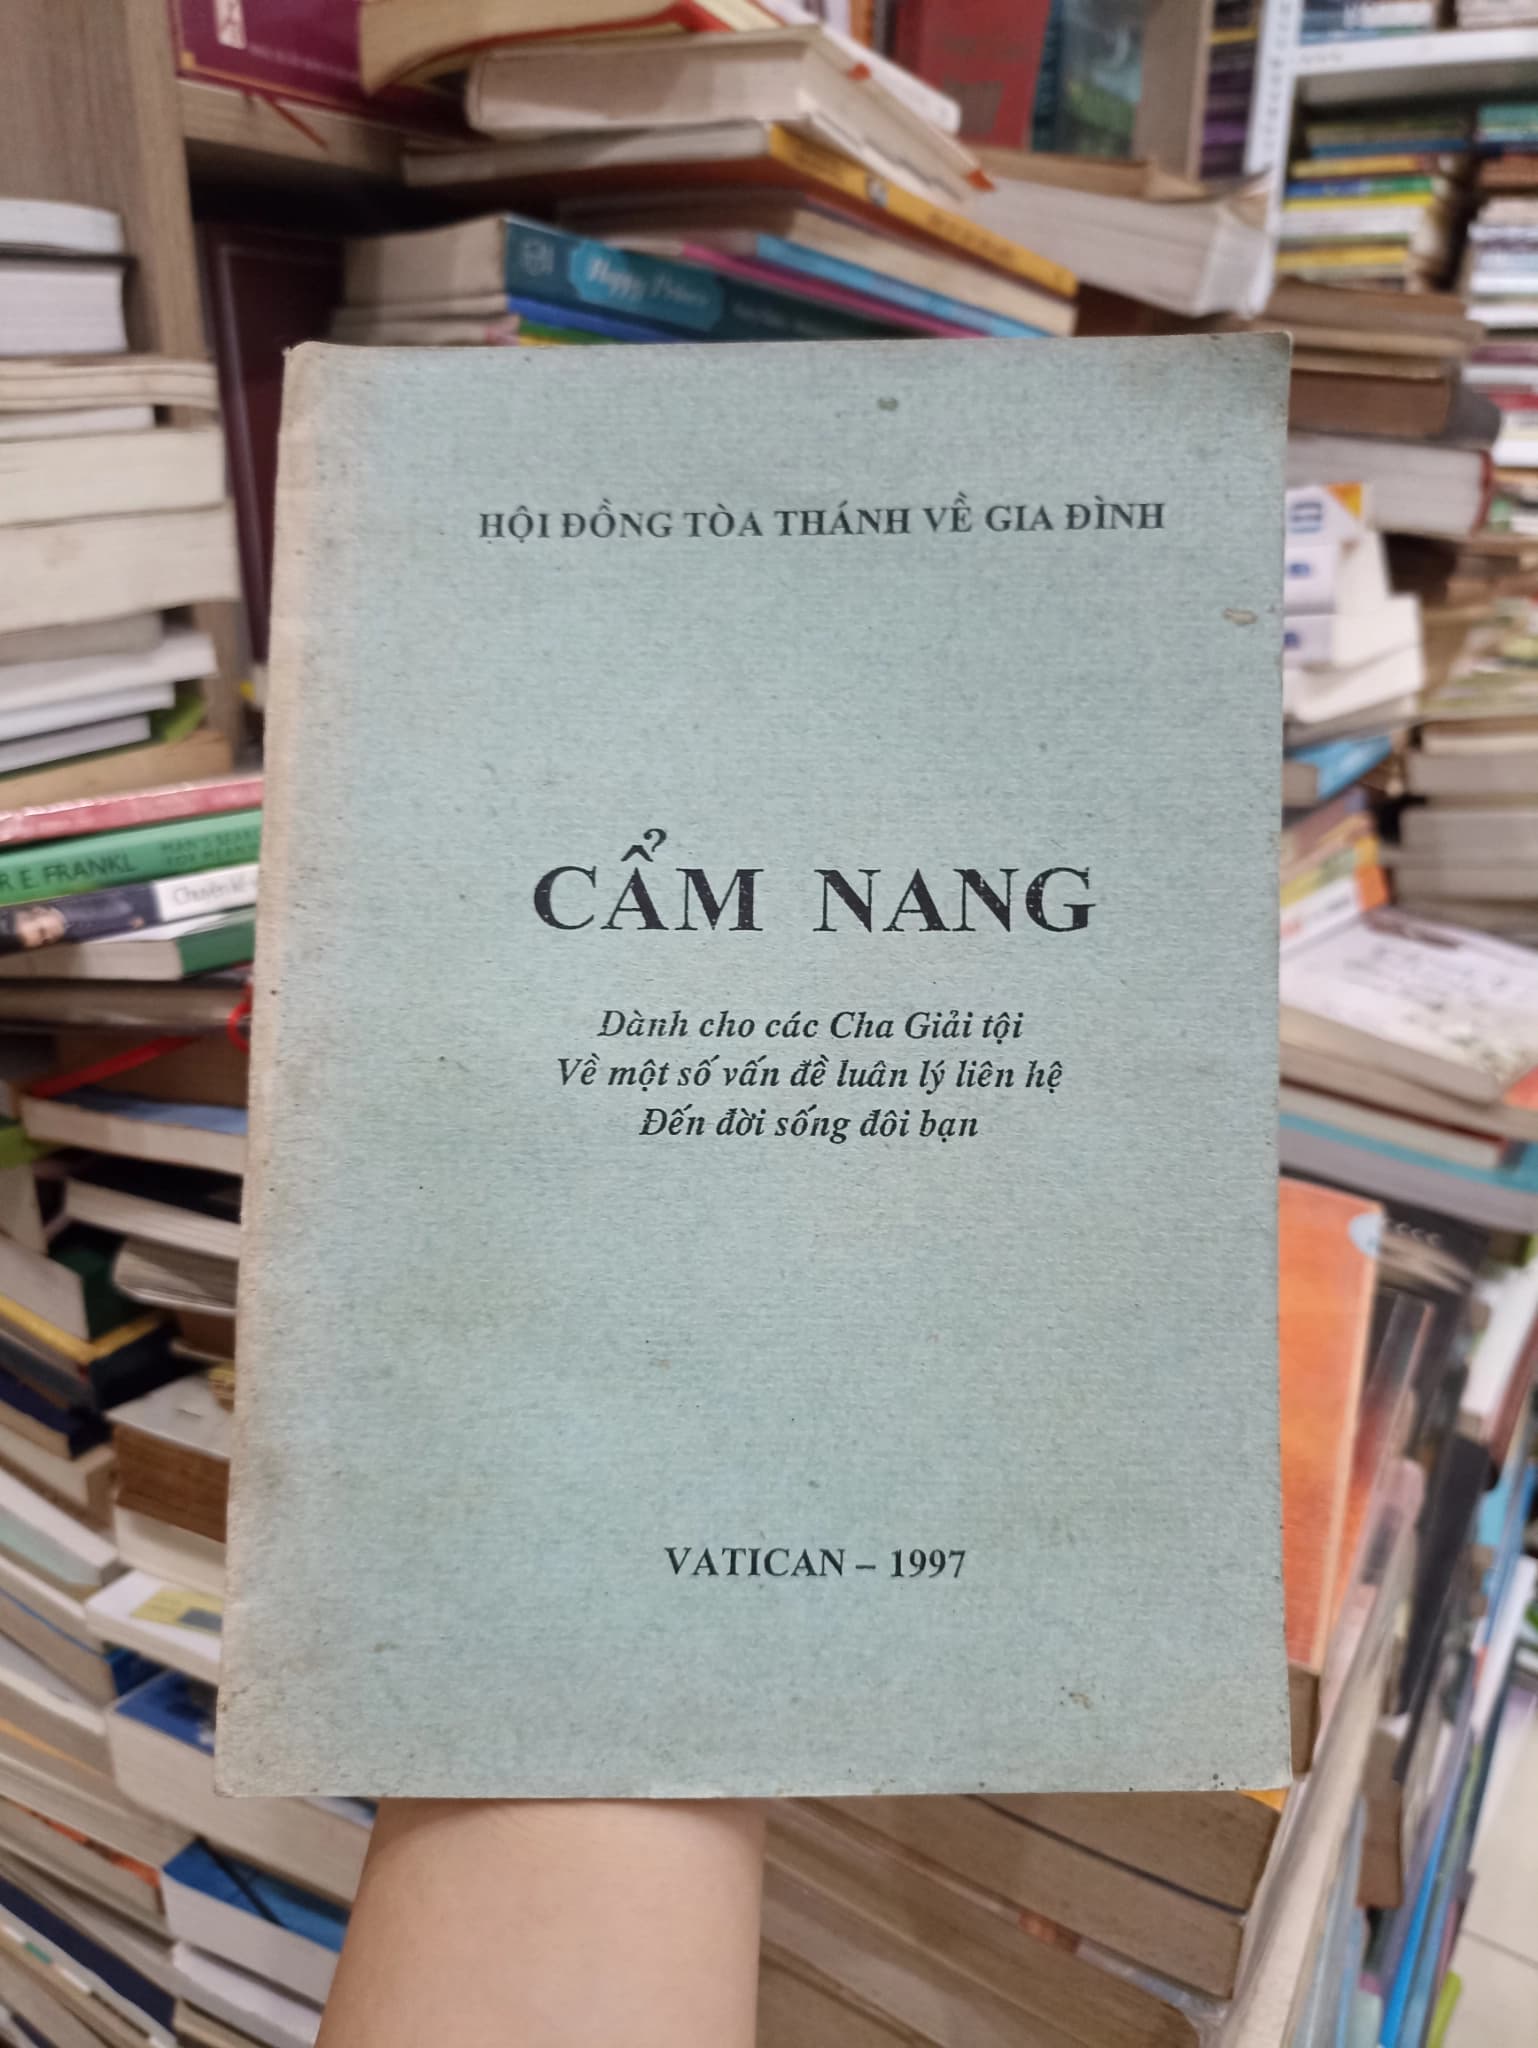 HỘI ĐỒNG TÒA THÁNH VỀ GIA ĐÌNH
CẨM NANG
Dành cho các Cha Giải tội
Về một số vấn đề luân lý liên hệ
Đến đời sống đôi bạn
VATICAN – 1997
R E. FRANKL